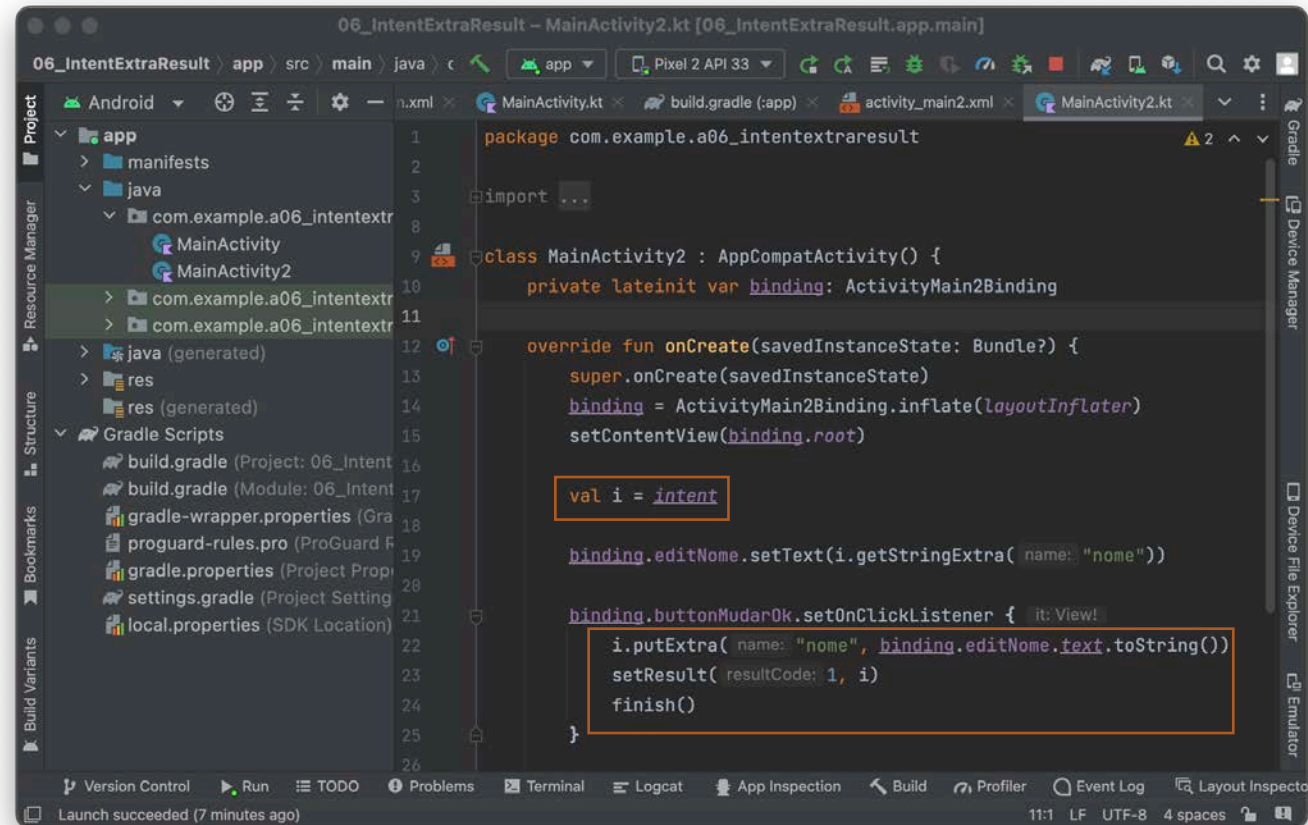 06_IntentExtraResult – MainActivity2.kt [06_IntentExtraResult.app.main]
06_IntentExtraResult 〉 app 〉 src 〉 main 〉 java 〉 c app Pixel 2 API 33
Project
Resource Manager
Structure
Bookmarks
Build Variants
Android
app
manifests
java
com.example.a06_intentextr
MainActivity
MainActivity2
com.example.a06_intentextr
com.example.a06_intentextr
java (generated)
res
res (generated)
Gradle Scripts
build.gradle (Project: 06_Intent
build.gradle (Module: 06_Intent
gradle-wrapper.properties (Gra
proguard-rules.pro (ProGuard R
gradle.properties (Project Prop
settings.gradle (Project Setting
local.properties (SDK Location)
n.xml MainActivity.kt build.gradle (:app) activity_main2.xml MainActivity2.kt
1 package com.example.a06_intentextraresult 2
2
3 import ...
8
9 class MainActivity2 : AppCompatActivity() {
10 private lateinit var binding: ActivityMain2Binding
11
12 override fun onCreate(savedInstanceState: Bundle?) {
13 super.onCreate(savedInstanceState)
14 binding = ActivityMain2Binding.inflate(layoutInflater)
15 setContentView(binding.root)
16
17 val i = intent
18
19 binding.editNome.setText(i.getStringExtra( name: "nome"))
20
21 binding.buttonMudarOk.setOnClickListener { it: View!
22 i.putExtra( name: "nome", binding.editNome.text.toString())
23 setResult( resultCode: 1, i)
24 finish()
25 }
26
Gradle
Device Manager
Device File Explorer
Emulator
Version Control Run TODO Problems Terminal Logcat App Inspection Build Profiler Event Log Layout Inspecto
Launch succeeded (7 minutes ago) 11:1 LF UTF-8 4 spaces